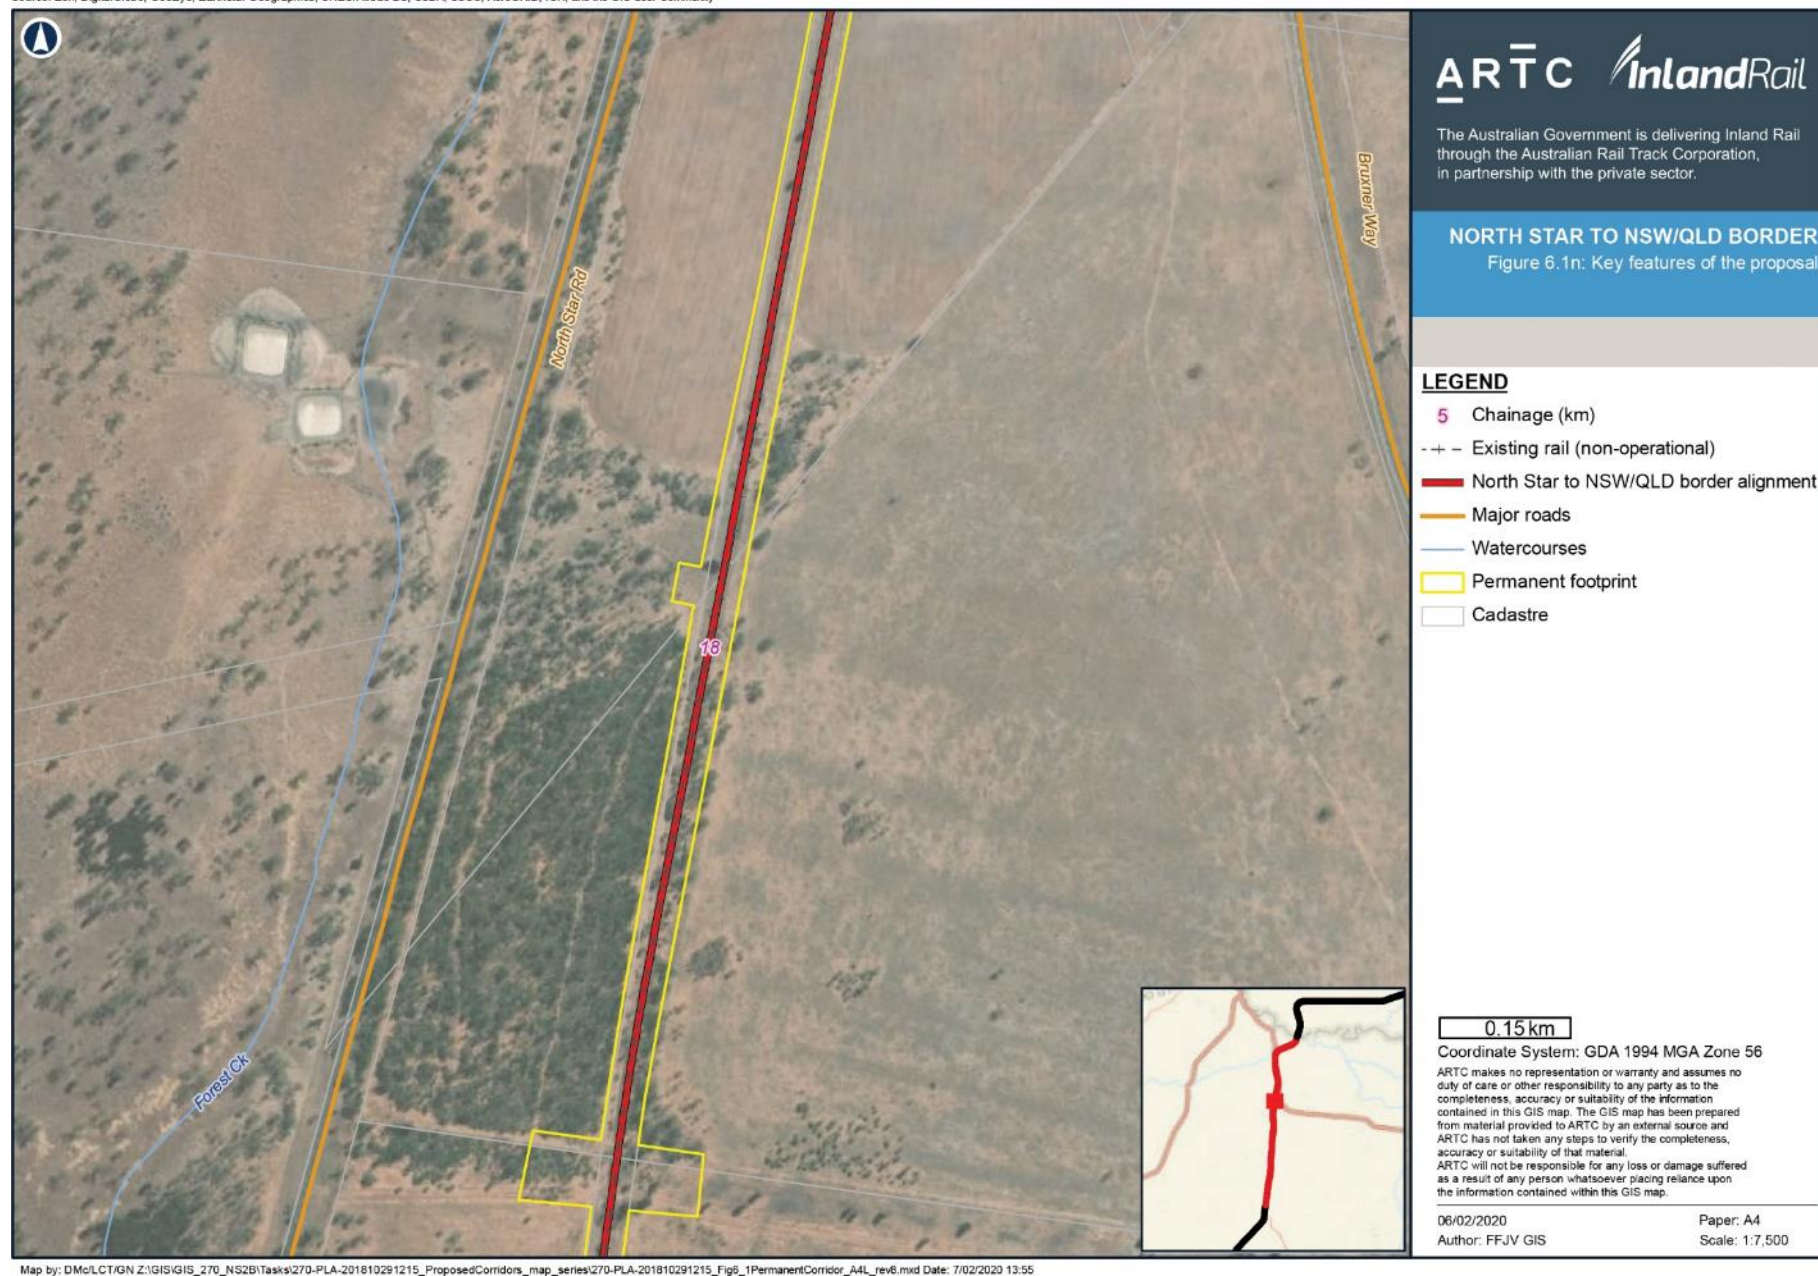 ARTC InlandRail
The Australian Government is delivering Inland Rail
through the Australian Rail Track Corporation,
in partnership with the private sector.
NORTH STAR TO NSW/QLD BORDER
Figure 6.1n: Key features of the proposal
LEGEND
5 Chainage (km)
Existing rail (non-operational)
North Star to NSW/QLD border alignment
Major roads
Watercourses
Permanent footprint
Cadastre
Bruxner Way
North Star Rd
18
Forest Ck
0.15 km
Coordinate System: GDA 1994 MGA Zone 56
ARTC makes no representation or warranty and assumes no
duty of care or other responsibility to any party as to the
completeness, accuracy or suitability of the information
contained in this GIS map. The GIS map has been prepared
from material provided to ARTC by an external source and
ARTC has not taken any steps to verify the completeness,
accuracy or suitability of that material.
ARTC will not be responsible for any loss or damage suffered
as a result of any person whatsoever placing reliance upon
the information contained within this GIS map.
06/02/2020 Paper: A4
Author: FFJV GIS Scale: 1:7,500
Map by: DMc/LCT/GN Z:\GIS\GIS_270_NS2B\Tasks\270-PLA-201810291215_ProposedCorridors_map_series\270-PLA-201810291215_Fig6_1PermanentCorridor_A4L_rev8.mxd Date: 7/02/2020 13:55